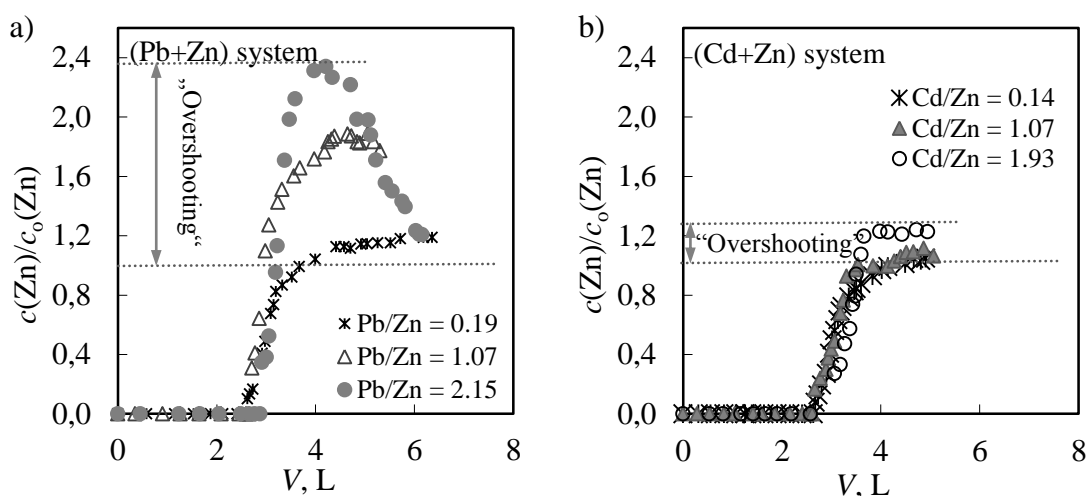 a)
(Pb+Zn) system
„Overshooting“
c(Zn)/cₒ(Zn)
2,4
2,0
1,6
1,2
0,8
0,4
0,0
Pb/Zn = 0.19
Pb/Zn = 1.07
Pb/Zn = 2.15
0 2 4 6 8
V, L
b)
(Cd+Zn) system
Cd/Zn = 0.14
Cd/Zn = 1.07
Cd/Zn = 1.93
“Overshooting”
c(Zn)/cₒ(Zn)
2,4
2,0
1,6
1,2
0,8
0,4
0,0
0 2 4 6 8
V, L